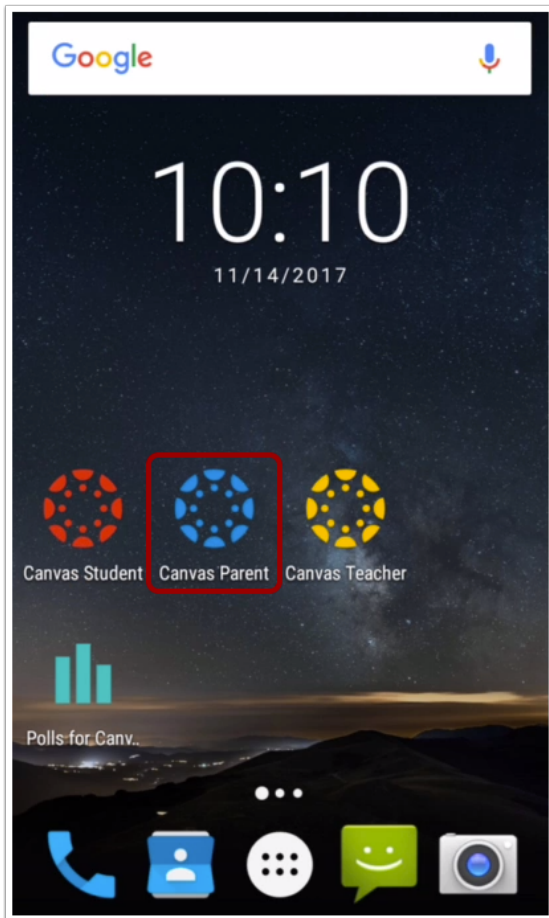 Google
10:10
11/14/2017
Canvas Student
Canvas Parent
Canvas Teacher
Polls for Canv..